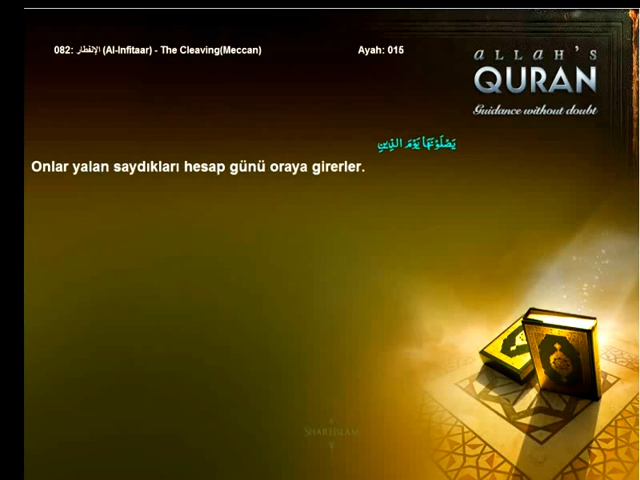 082: الإنفطار (Al-Infitaar) - The Cleaving(Meccan) Ayah: 015
ALLAH'S
QURAN
Guidance without doubt
يَصْلَوْنَهَا يَوْمَ الدِّينِ
Onlar yalan saydıkları hesap günü oraya girerler.
SHAREISLAM